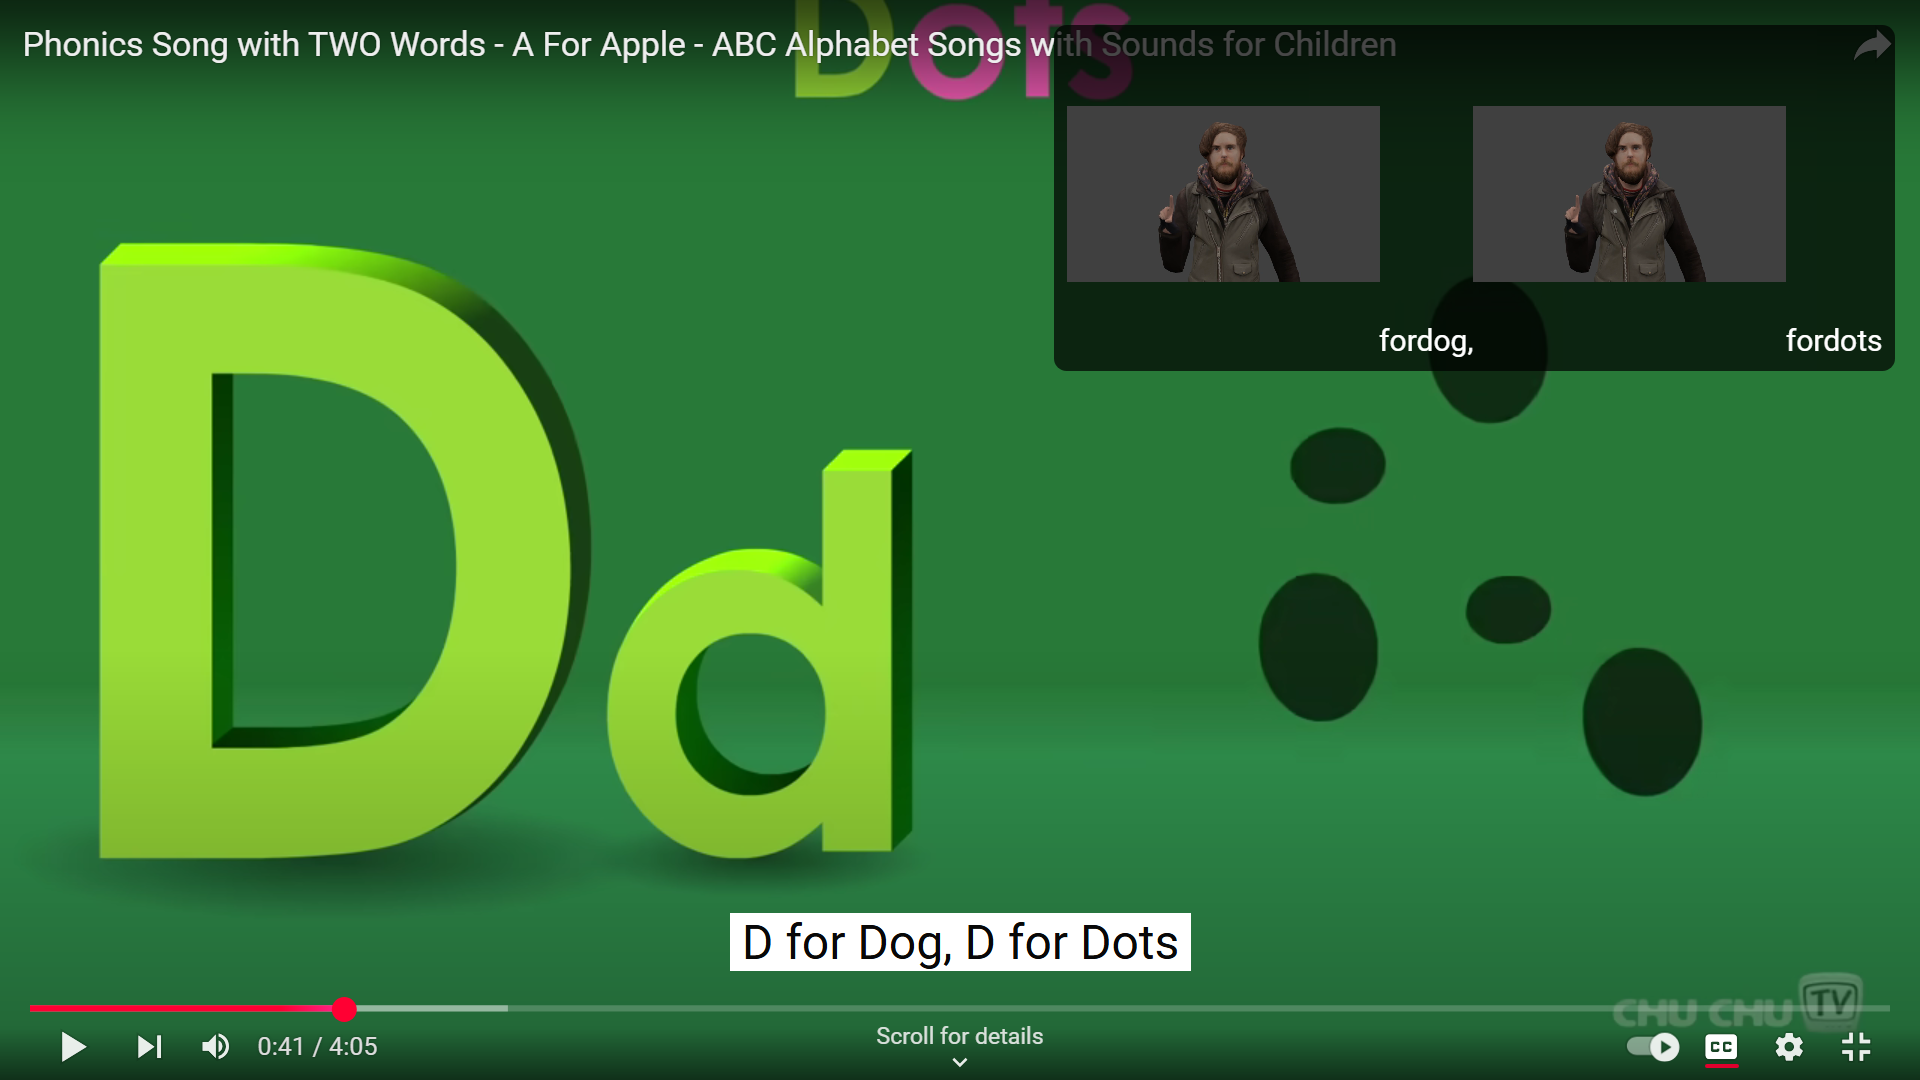 Dots
Phonics Song with TWO Words - A For Apple - ABC Alphabet Songs with Sounds for Children
fordog, fordots
Dd
D for Dog, D for Dots
CHU CHU TV
0:41 / 4:05
Scroll for details
CC